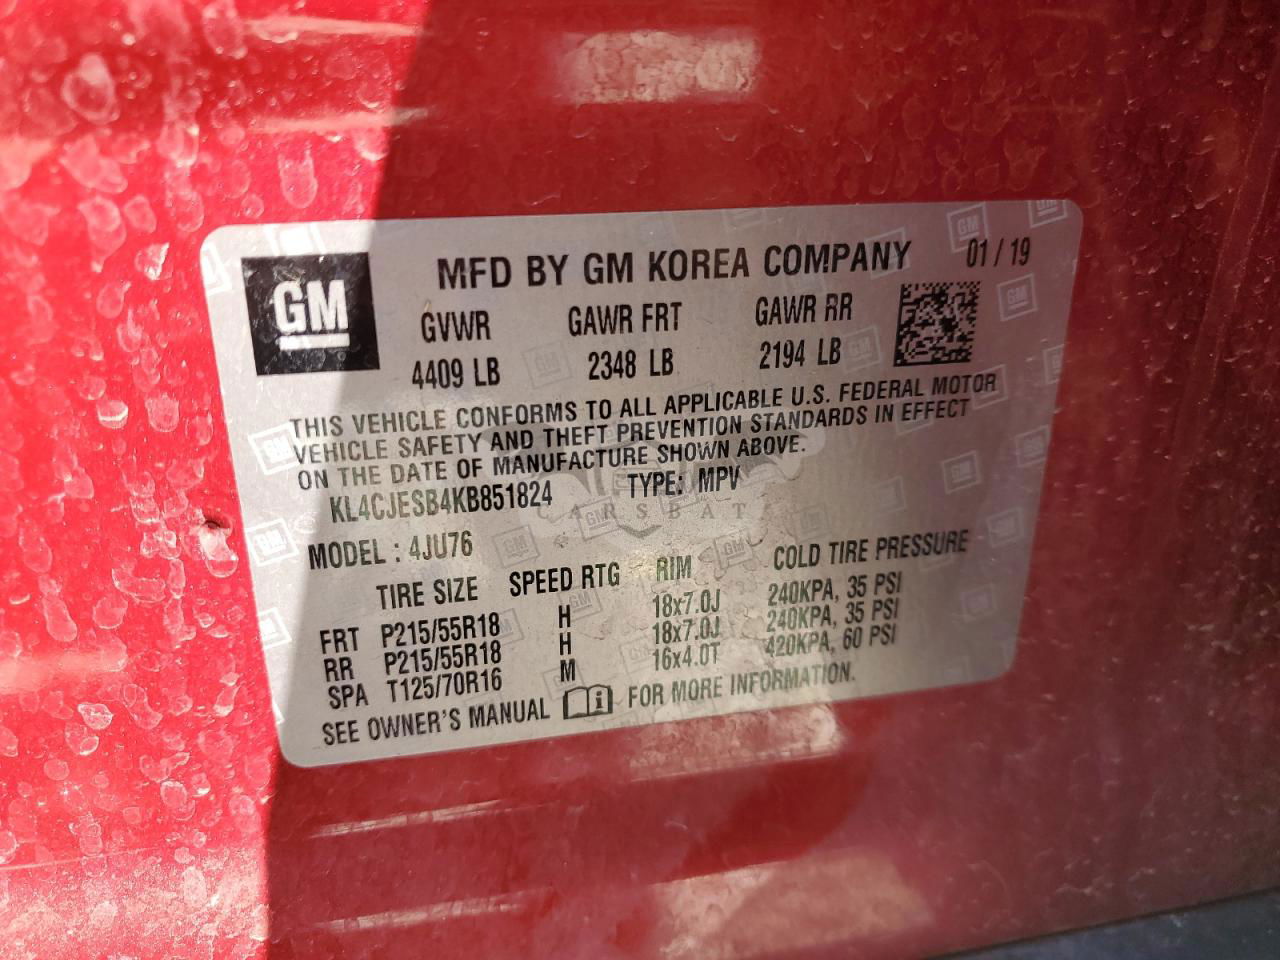 GM
MFD BY GM KOREA COMPANY 01 / 19
GVWR GAWR FRT GAWR RR
4409 LB 2348 LB 2194 LB
THIS VEHICLE CONFORMS TO ALL APPLICABLE U.S. FEDERAL MOTOR
VEHICLE SAFETY AND THEFT PREVENTION STANDARDS IN EFFECT
ON THE DATE OF MANUFACTURE SHOWN ABOVE.
KL4CJESB4KB851824 TYPE: MPV
MODEL : 4JU76
TIRE SIZE SPEED RTG RIM COLD TIRE PRESSURE
FRT P215/55R18 H 18x7.0J 240KPA, 35 PSI
RR P215/55R18 H 18x7.0J 240KPA, 35 PSI
SPA T125/70R16 M 16x4.0T 420KPA, 60 PSI
SEE OWNER'S MANUAL FOR MORE INFORMATION.